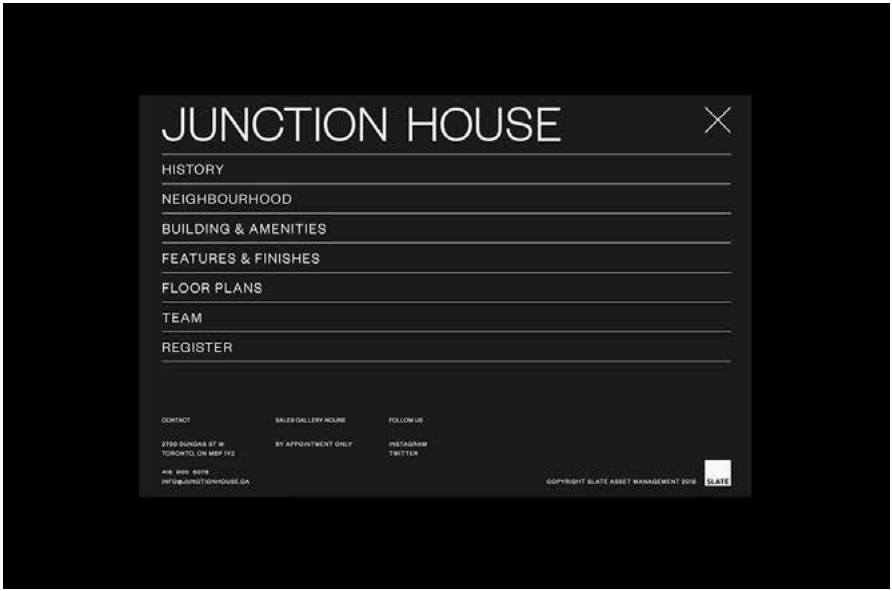 JUNCTION HOUSE
HISTORY
NEIGHBOURHOOD
BUILDING & AMENITIES
FEATURES & FINISHES
FLOOR PLANS
TEAM
REGISTER
CONTACT
2720 DUNDAS ST W
TORONTO, ON M6P 1Y2
INFO@JUNCTIONHOUSE.CA
SALES GALLERY HOURS
BY APPOINTMENT ONLY
FOLLOW US
INSTAGRAM
TWITTER
COPYRIGHT SLATE ASSET MANAGEMENT 2018
SLATE